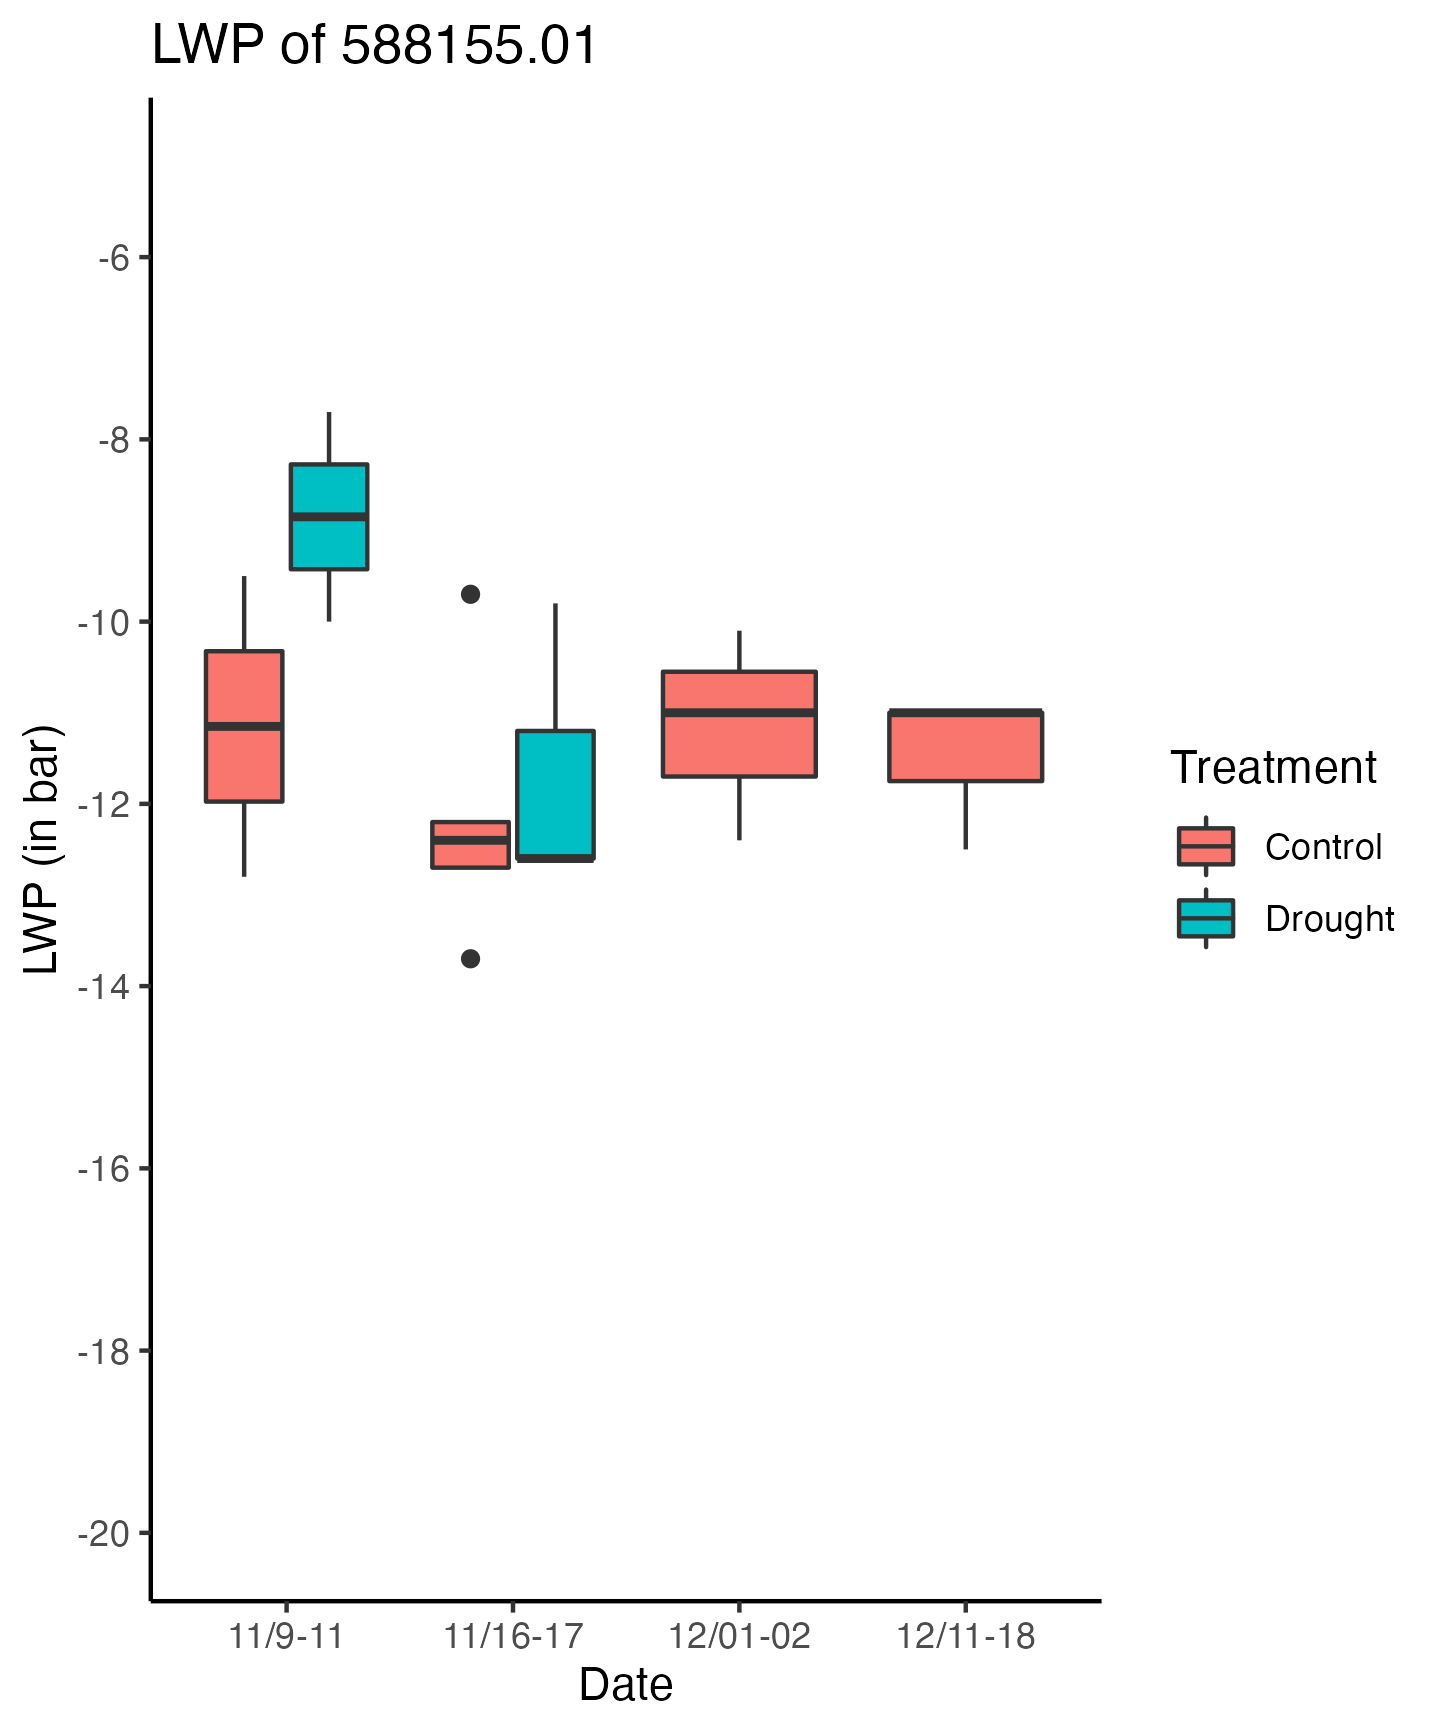 LWP of 588155.01
LWP (in bar)
-6
-8
-10
-12
-14
-16
-18
-20
11/9-11
11/16-17
12/01-02
12/11-18
Date
Treatment
Control
Drought